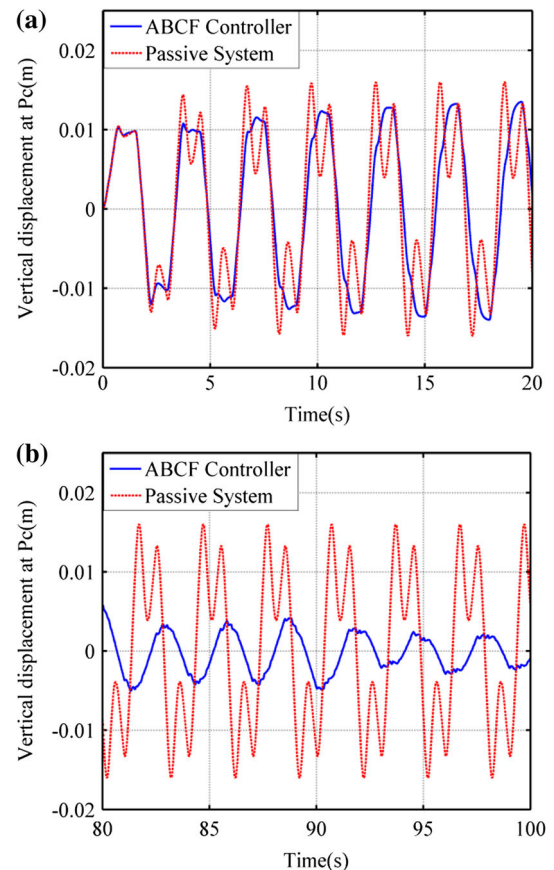 (a)
ABCF Controller
Passive System
Vertical displacement at Pc(m)
0.02
0.01
0
-0.01
-0.02
0 5 10 15 20
Time(s)
(b)
ABCF Controller
Passive System
Vertical displacement at Pc(m)
0.02
0.01
0
-0.01
-0.02
80 85 90 95 100
Time(s)